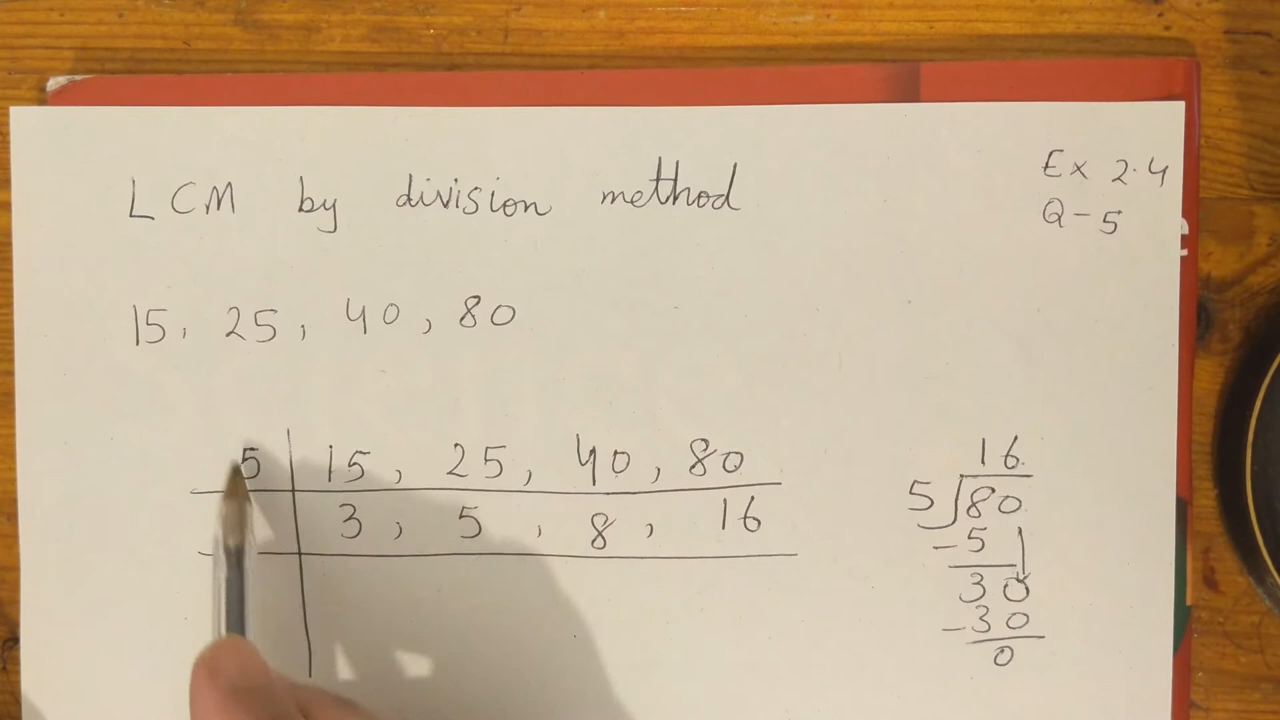 LCM by division method
Ex 2.4
Q-5
15, 25, 40, 80
5 | 15, 25, 40, 80
3, 5, 8, 16
16
5 80
-5
30
-30
0